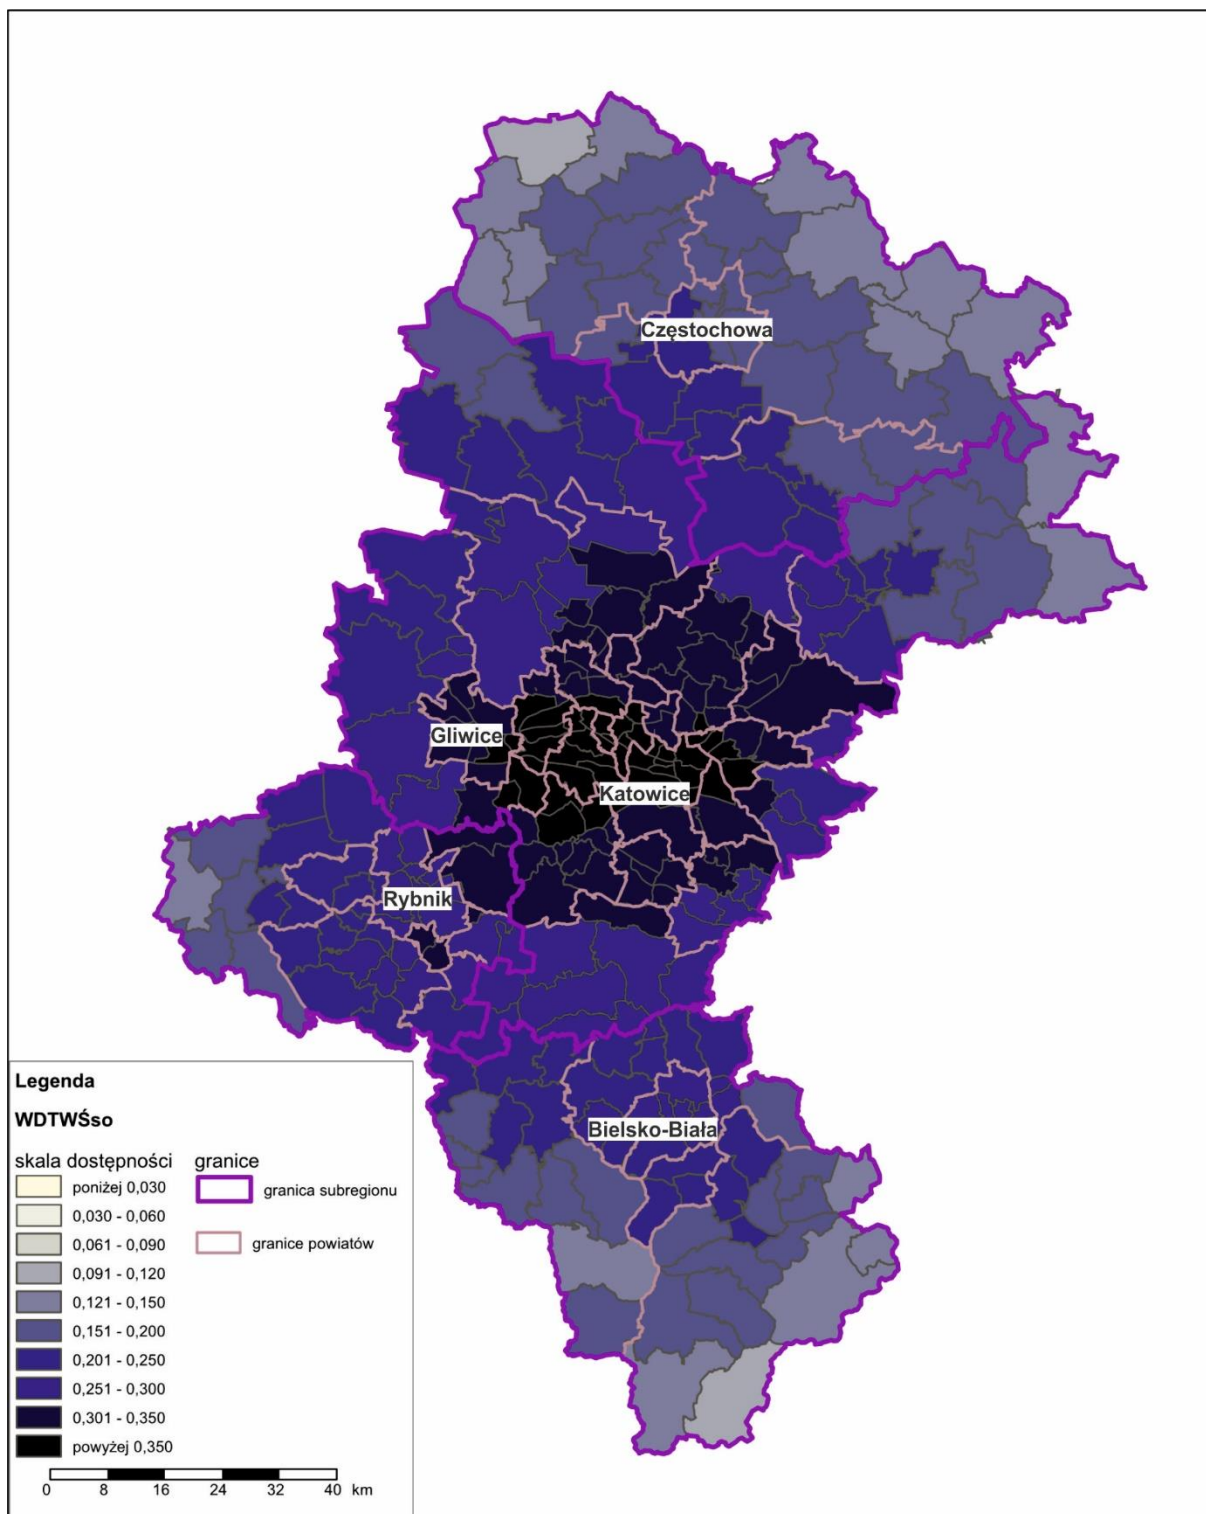 Częstochowa
Gliwice
Katowice
Rybnik
Bielsko-Biała
Legenda
WDTWŚso
skala dostępności
poniżej 0,030
0,030 - 0,060
0,061 - 0,090
0,091 - 0,120
0,121 - 0,150
0,151 - 0,200
0,201 - 0,250
0,251 - 0,300
0,301 - 0,350
powyżej 0,350
granice
granica subregionu
granice powiatów
0 8 16 24 32 40 km